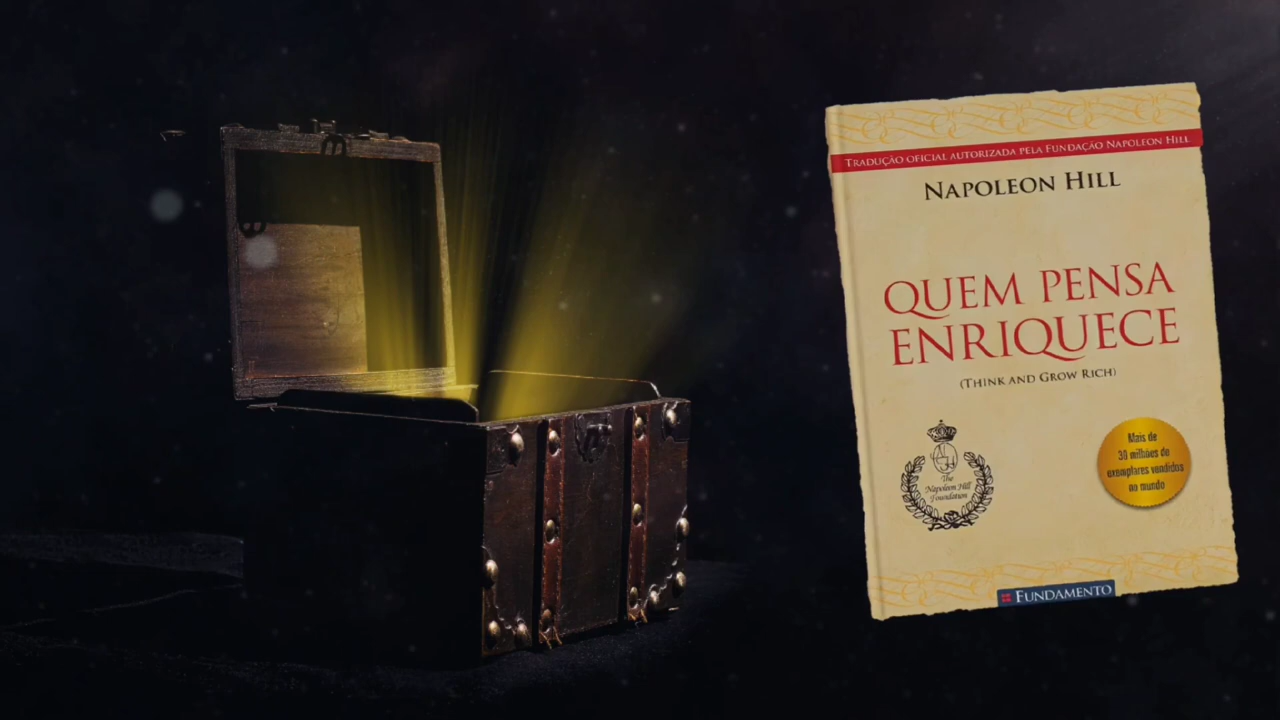 Tradução oficial autorizada pela Fundação Napoleon Hill
Napoleon Hill
QUEM PENSA
ENRIQUECE
(Think and Grow Rich)
The
Napoleon Hill
Foundation
Mais de
30 milhões de
exemplares vendidos
no mundo
FUNDAMENTO